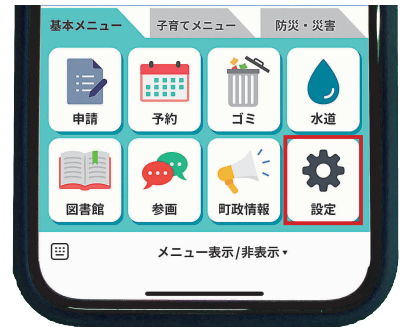 基本メニュー 子育てメニュー 防災・災害
申請 予約 ゴミ 水道
図書館 参画 町政情報 設定
メニュー表示/非表示▾